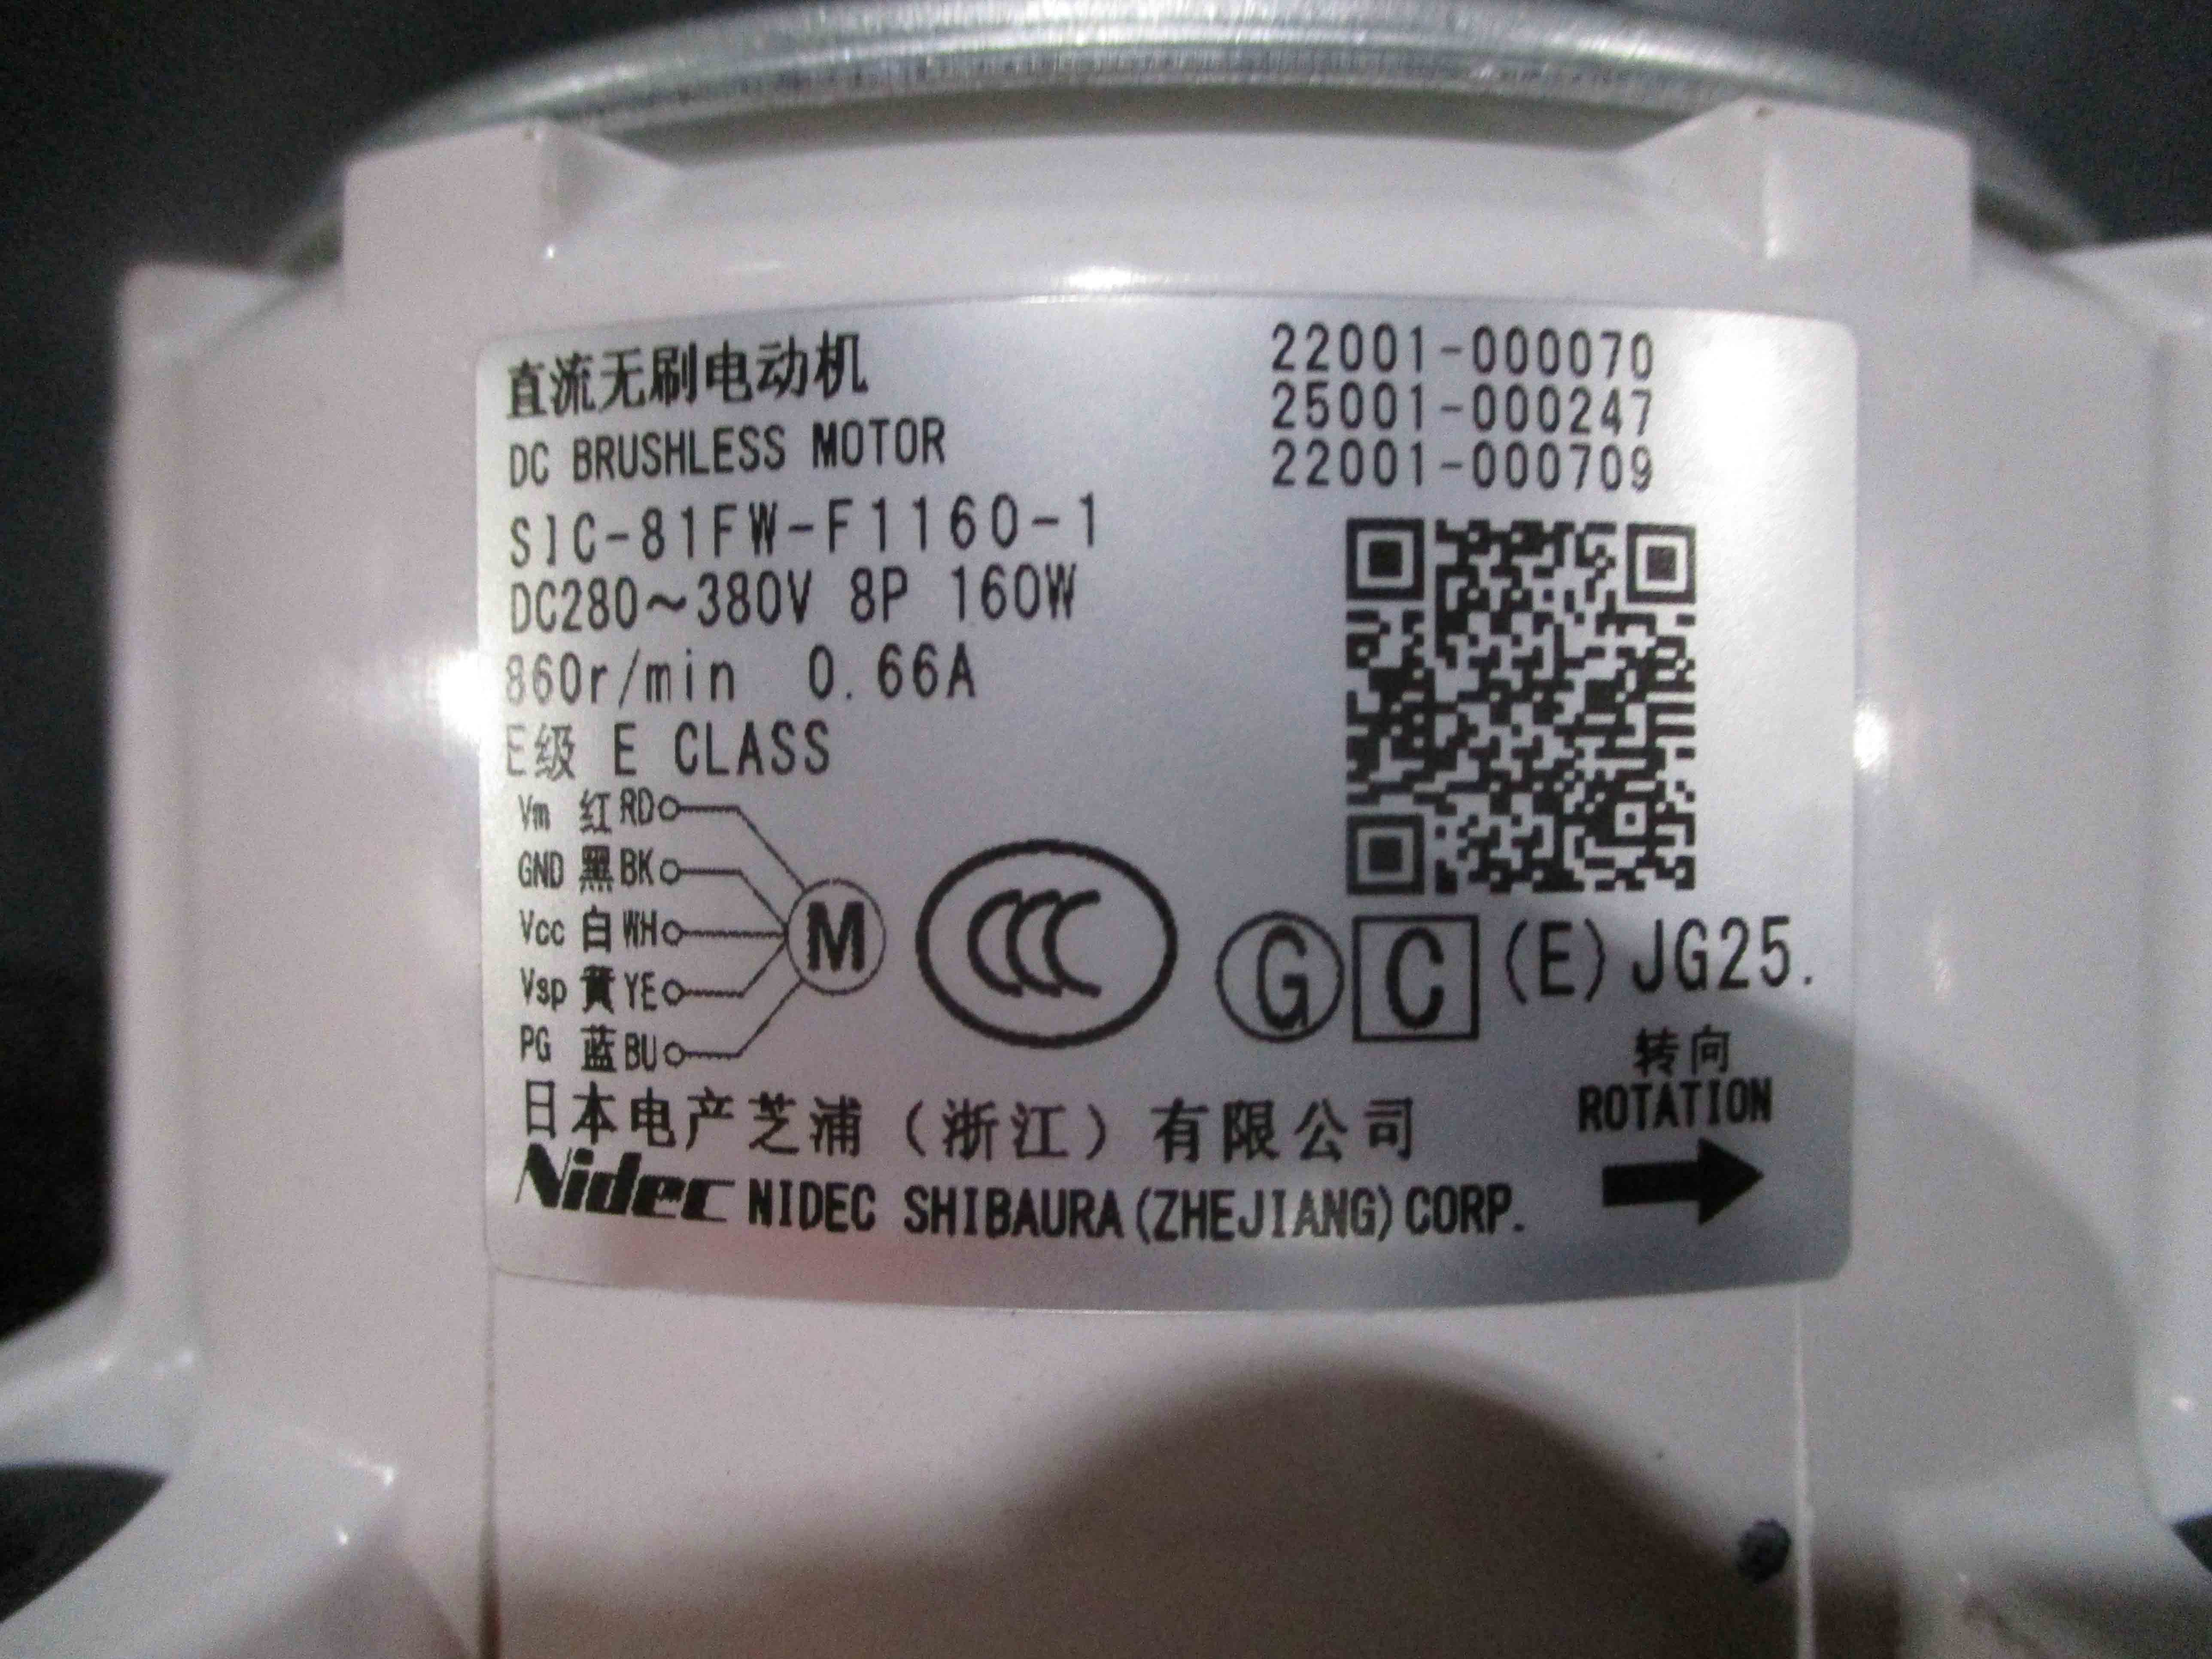 直流无刷电动机
DC BRUSHLESS MOTOR
SIC-81FW-F1160-1
DC280～380V 8P 160W
860r/min 0.66A
E级 E CLASS
22001-000070
25001-000247
22001-000709
Vm 红 RD
GND 黑 BK
Vcc 白 WH
Vsp 黄 YE
PG 蓝 BU
M
CCC
G C (E) JG25.
转向
ROTATION
日本电产芝浦（浙江）有限公司
Nidec NIDEC SHIBAURA(ZHEJIANG)CORP.